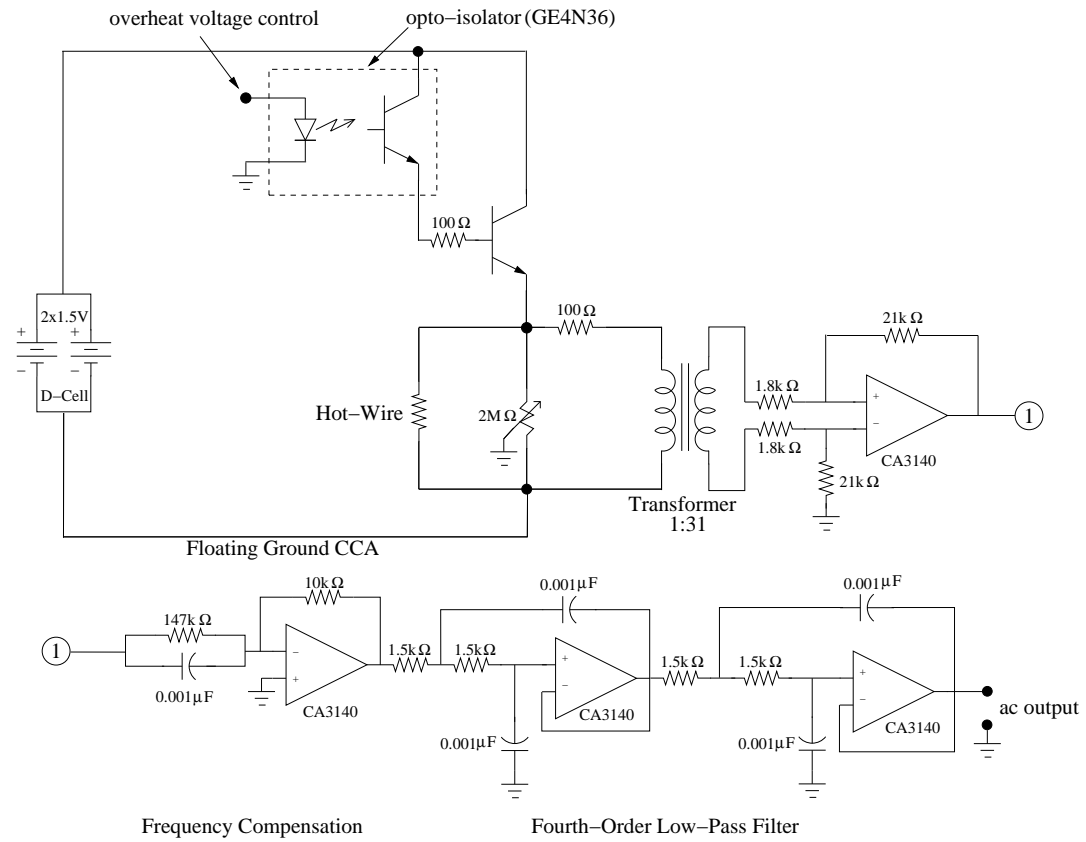 overheat voltage control
opto−isolator (GE4N36)
100 Ω
+ 2x1.5V +
− −
D−Cell
100 Ω
Hot−Wire
2M Ω
Transformer
1:31
21k Ω
1.8k Ω
1.8k Ω
+
−
CA3140
21k Ω
1
Floating Ground CCA
1
147k Ω
0.001µF
10k Ω
−
+
CA3140
1.5k Ω
1.5k Ω
0.001µF
+
−
CA3140
0.001µF
1.5k Ω
1.5k Ω
0.001µF
+
−
CA3140
0.001µF
ac output
Frequency Compensation
Fourth−Order Low−Pass Filter